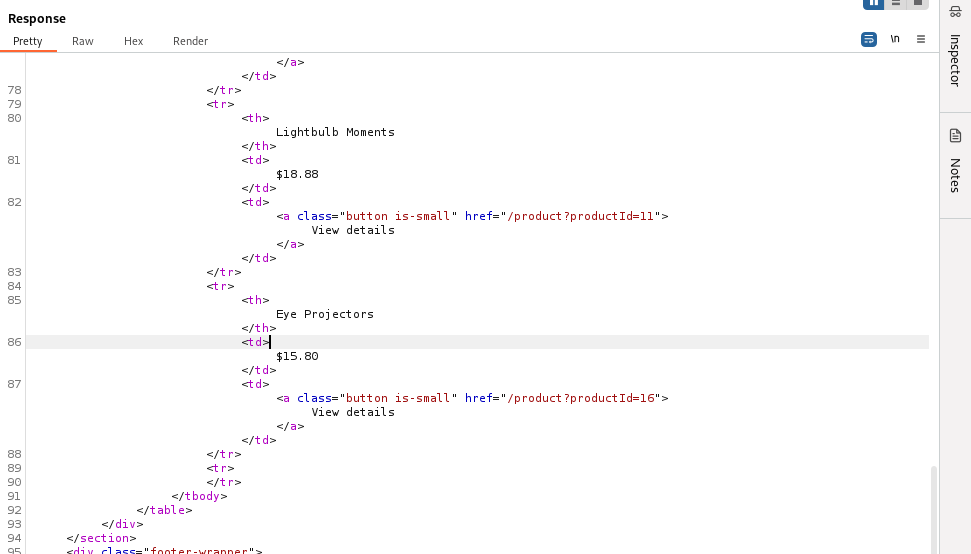 Response
Pretty Raw Hex Render \n
</a>
</td>
78 </tr>
79 <tr>
80 <th>
Lightbulb Moments
</th>
81 <td>
$18.88
</td>
82 <td>
<a class="button is-small" href="/product?productId=11">
View details
</a>
</td>
83 </tr>
84 <tr>
85 <th>
Eye Projectors
</th>
86 <td>
$15.80
</td>
87 <td>
<a class="button is-small" href="/product?productId=16">
View details
</a>
</td>
88 </tr>
89 <tr>
90 </tr>
91 </tbody>
92 </table>
93 </div>
94 </section>
95 <div class="footer-wrapper">
Inspector
Notes